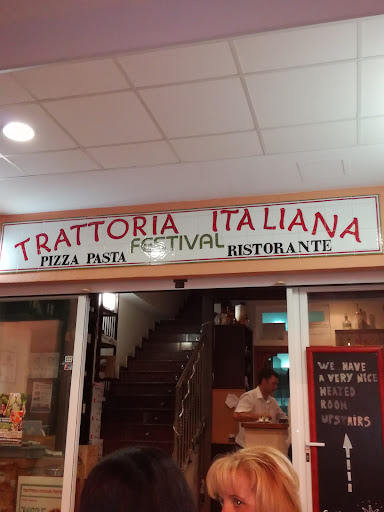 TRATTORIA ITALIANA
FESTIVAL
PIZZA PASTA
RISTORANTE
WE HAVE
A VERY NICE
HEATED
ROOM
UPSTAIRS